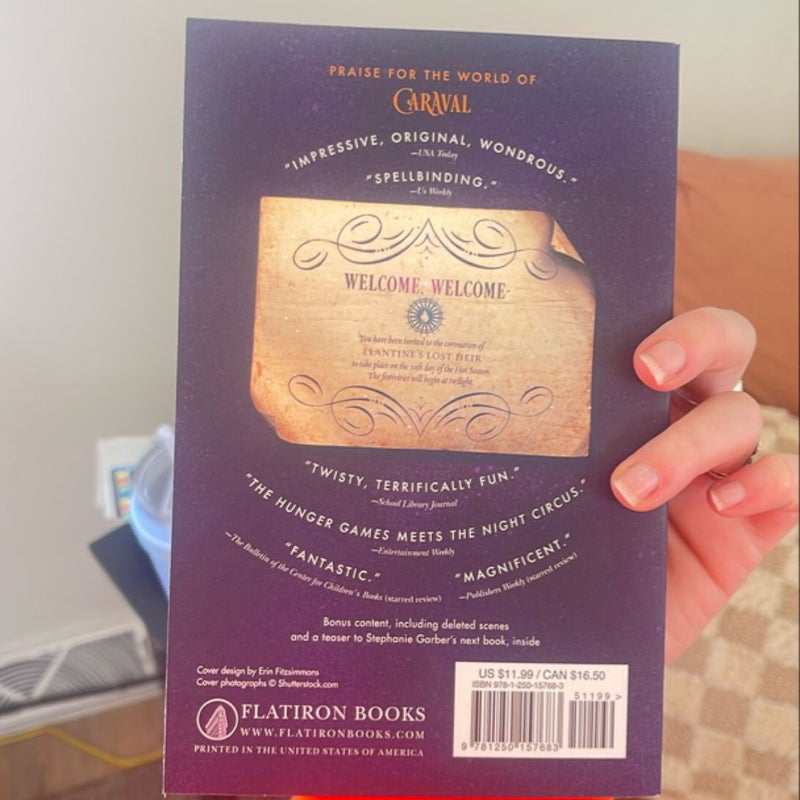 PRAISE FOR THE WORLD OF
CARAVAL
"IMPRESSIVE, ORIGINAL, WONDROUS."
—USA Today
"SPELLBINDING."
—Us Weekly
WELCOME, WELCOME-
You have been invited to the coronation of
ELANTINE'S LOST HEIR
to take place on the 10th day of the Hot Season.
The festivities will begin at twilight.
"TWISTY, TERRIFICALLY FUN."
—School Library Journal
"THE HUNGER GAMES MEETS THE NIGHT CIRCUS."
—Entertainment Weekly
"FANTASTIC."
—The Bulletin of the Center for Children's Books (starred review)
"MAGNIFICENT."
—Publishers Weekly (starred review)
Bonus content, including deleted scenes
and a teaser to Stephanie Garber's next book, inside
Cover design by Erin Fitzsimmons
Cover photographs © Shutterstock.com
FLATIRON BOOKS
WWW.FLATIRONBOOKS.COM
PRINTED IN THE UNITED STATES OF AMERICA
US $11.99 / CAN $16.50
ISBN 978-1-250-15768-3
51199 >
9 781250 157683